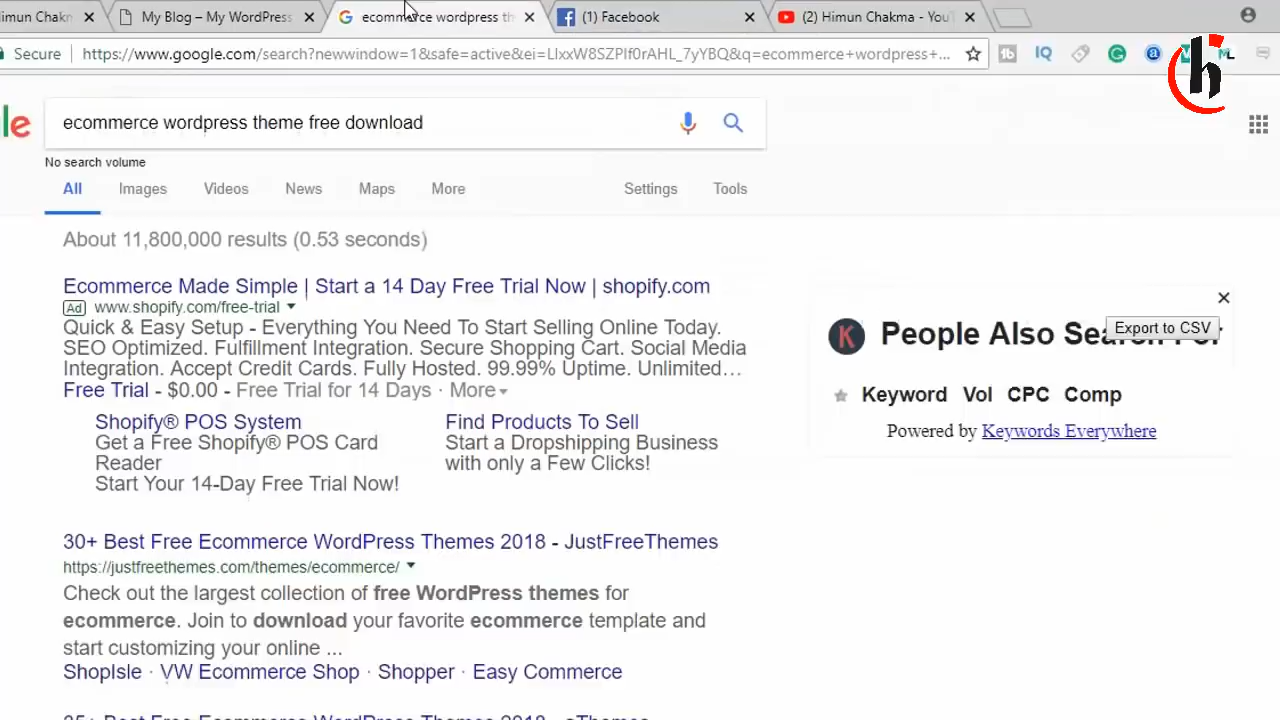 imun Chakn
My Blog – My WordPress
ecommerce wordpress th
(1) Facebook
(2) Himun Chakma - You
Secure
https://www.google.com/search?newwindow=1&safe=active&ei=LlxxW8SZPIf0rAHL_7yYBQ&q=ecommerce+wordpress+...
le
ecommerce wordpress theme free download
No search volume
All Images Videos News Maps More Settings Tools
About 11,800,000 results (0.53 seconds)
Ecommerce Made Simple | Start a 14 Day Free Trial Now | shopify.com
Ad www.shopify.com/free-trial
Quick & Easy Setup - Everything You Need To Start Selling Online Today.
SEO Optimized. Fulfillment Integration. Secure Shopping Cart. Social Media
Integration. Accept Credit Cards. Fully Hosted. 99.99% Uptime. Unlimited…
Free Trial - $0.00 - Free Trial for 14 Days · More
Shopify® POS System
Get a Free Shopify® POS Card
Reader
Start Your 14-Day Free Trial Now!
Find Products To Sell
Start a Dropshipping Business
with only a Few Clicks!
30+ Best Free Ecommerce WordPress Themes 2018 - JustFreeThemes
https://justfreethemes.com/themes/ecommerce/
Check out the largest collection of free WordPress themes for
ecommerce. Join to download your favorite ecommerce template and
start customizing your online ...
ShopIsle · VW Ecommerce Shop · Shopper · Easy Commerce
K People Also Search For
Export to CSV
Keyword Vol CPC Comp
Powered by Keywords Everywhere
IQ
a
ML
h